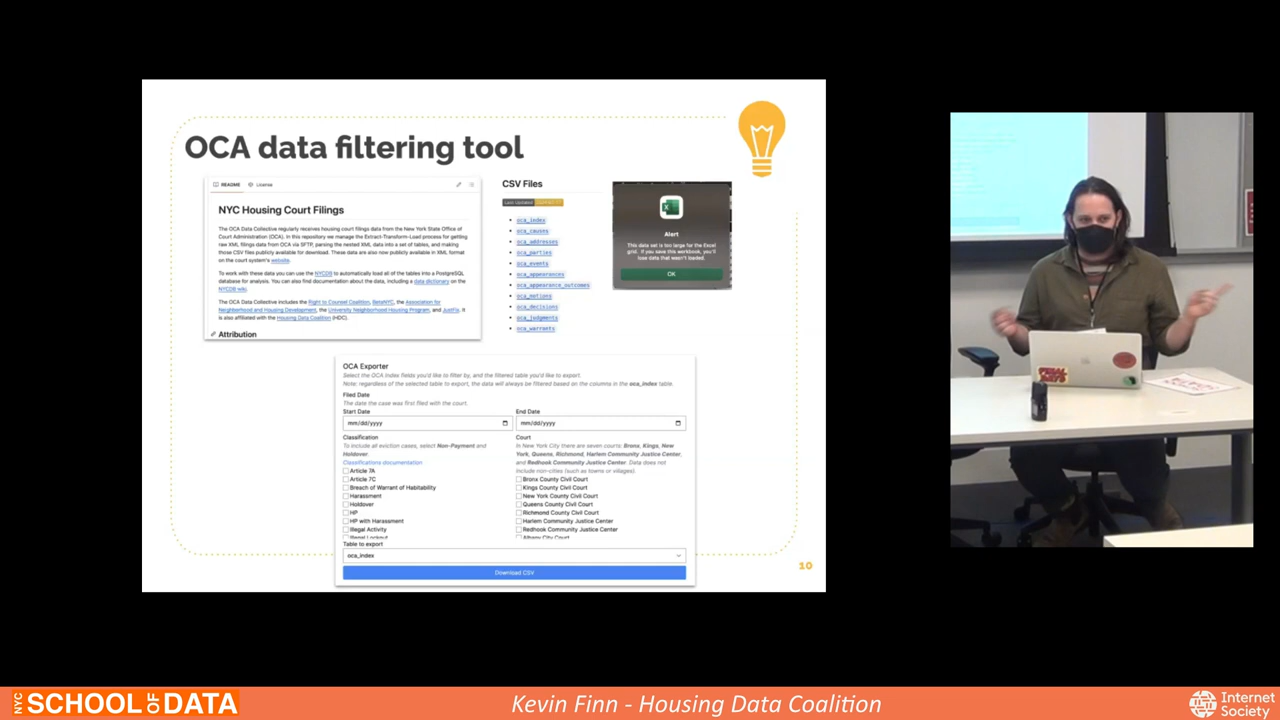 OCA data filtering tool
README
License
NYC Housing Court Filings
The OCA Data Collective regularly receives housing court filings data from the New York State Office of
Court Administration (OCA). In this repository we manage the Extract-Transform-Load process for getting
raw XML filings data from OCA via SFTP, parsing the nested XML data into a set of tables, and making
those CSV files publicly available for download. These data are also now publicly available in XML format
on the court system's website.
To work with these data you can use the NYCDB to automatically load all of the tables into a PostgreSQL
database for analysis. You can also find documentation about the data, including a data dictionary on the
NYCDB wiki.
The OCA Data Collective includes the Right to Counsel Coalition, BetaNYC, the Association for
Neighborhood and Housing Development, the University Neighborhood Housing Program, and JustFix. It
is also affiliated with the Housing Data Coalition (HDC).
Attribution
CSV Files
Last Updated
oca_index
oca_causes
oca_addresses
oca_parties
oca_events
oca_appearances
oca_appearance_outcomes
oca_motions
oca_decisions
oca_judgments
oca_warrants
Alert
This data set is too large for the Excel
grid. If you save this workbook, you'll
lose data that wasn't loaded.
OK
OCA Exporter
Select the OCA Index fields you'd like to filter by, and the filtered table you'd like to export.
Note: regardless of the selected table to export, the data will always be filtered based on the columns in the oca_index table.
Filed Date
The date the case was first filed with the court.
Start Date
End Date
mm/dd/yyyy
mm/dd/yyyy
Classification
To include all eviction cases, select Non-Payment and
Holdover.
Classifications documentation
Article 7A
Article 7C
Breach of Warrant of Habitability
Harassment
Holdover
HP
HP with Harassment
Illegal Activity
Illegal Lockout
Court
In New York City there are seven courts: Bronx, Kings, New
York, Queens, Richmond, Harlem Community Justice Center,
and Redhook Community Justice Center. Data does not
include non-cities (such as towns or villages).
Bronx County Civil Court
Kings County Civil Court
New York County Civil Court
Queens County Civil Court
Richmond County Civil Court
Harlem Community Justice Center
Redhook Community Justice Center
Albany City Court
Table to export
oca_index
Download CSV
10
NYC SCHOOL OF DATA
Kevin Finn - Housing Data Coalition
Internet
Society